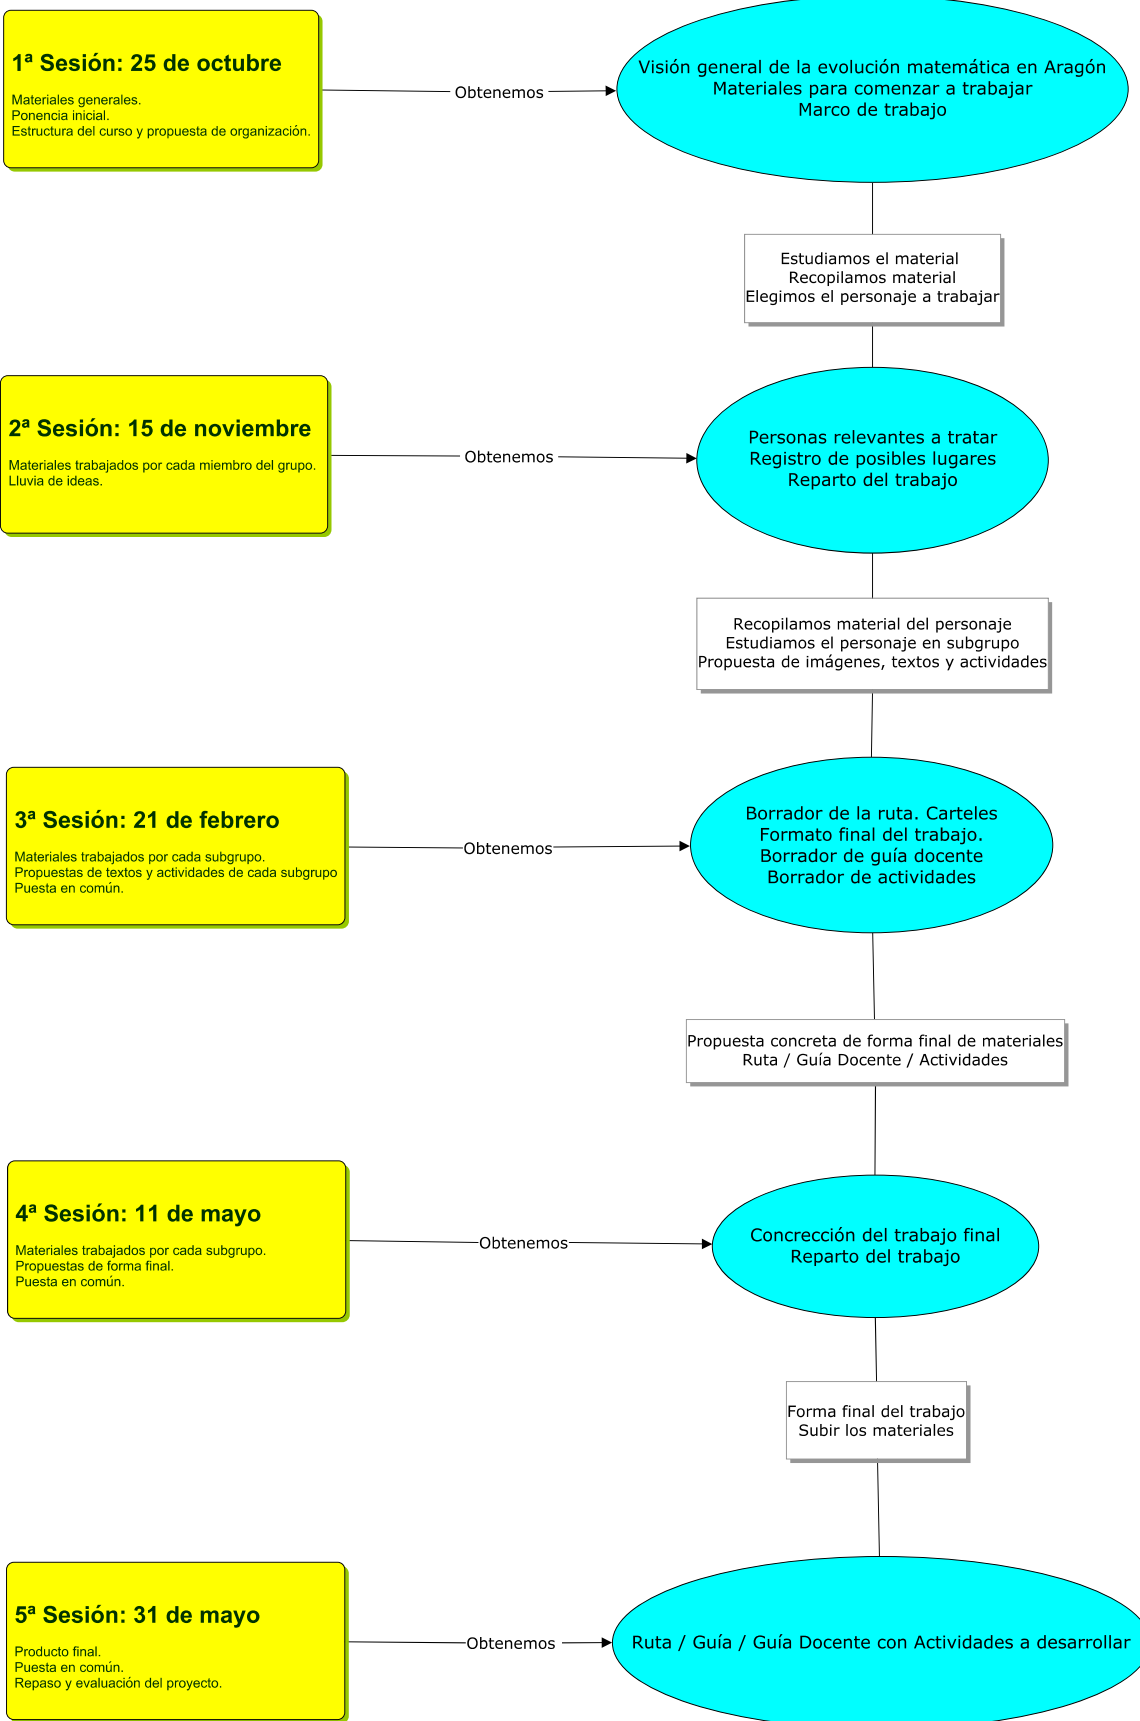 1ª Sesión: 25 de octubre
Materiales generales.
Ponencia inicial.
Estructura del curso y propuesta de organización.
Obtenemos
Visión general de la evolución matemática en Aragón
Materiales para comenzar a trabajar
Marco de trabajo
Estudiamos el material
Recopilamos material
Elegimos el personaje a trabajar
2ª Sesión: 15 de noviembre
Materiales trabajados por cada miembro del grupo.
Lluvia de ideas.
Obtenemos
Personas relevantes a tratar
Registro de posibles lugares
Reparto del trabajo
Recopilamos material del personaje
Estudiamos el personaje en subgrupo
Propuesta de imágenes, textos y actividades
3ª Sesión: 21 de febrero
Materiales trabajados por cada subgrupo.
Propuestas de textos y actividades de cada subgrupo
Puesta en común.
Obtenemos
Borrador de la ruta. Carteles
Formato final del trabajo.
Borrador de guía docente
Borrador de actividades
Propuesta concreta de forma final de materiales
Ruta / Guía Docente / Actividades
4ª Sesión: 11 de mayo
Materiales trabajados por cada subgrupo.
Propuestas de forma final.
Puesta en común.
Obtenemos
Concrección del trabajo final
Reparto del trabajo
Forma final del trabajo
Subir los materiales
5ª Sesión: 31 de mayo
Producto final.
Puesta en común.
Repaso y evaluación del proyecto.
Obtenemos
Ruta / Guía / Guía Docente con Actividades a desarrollar